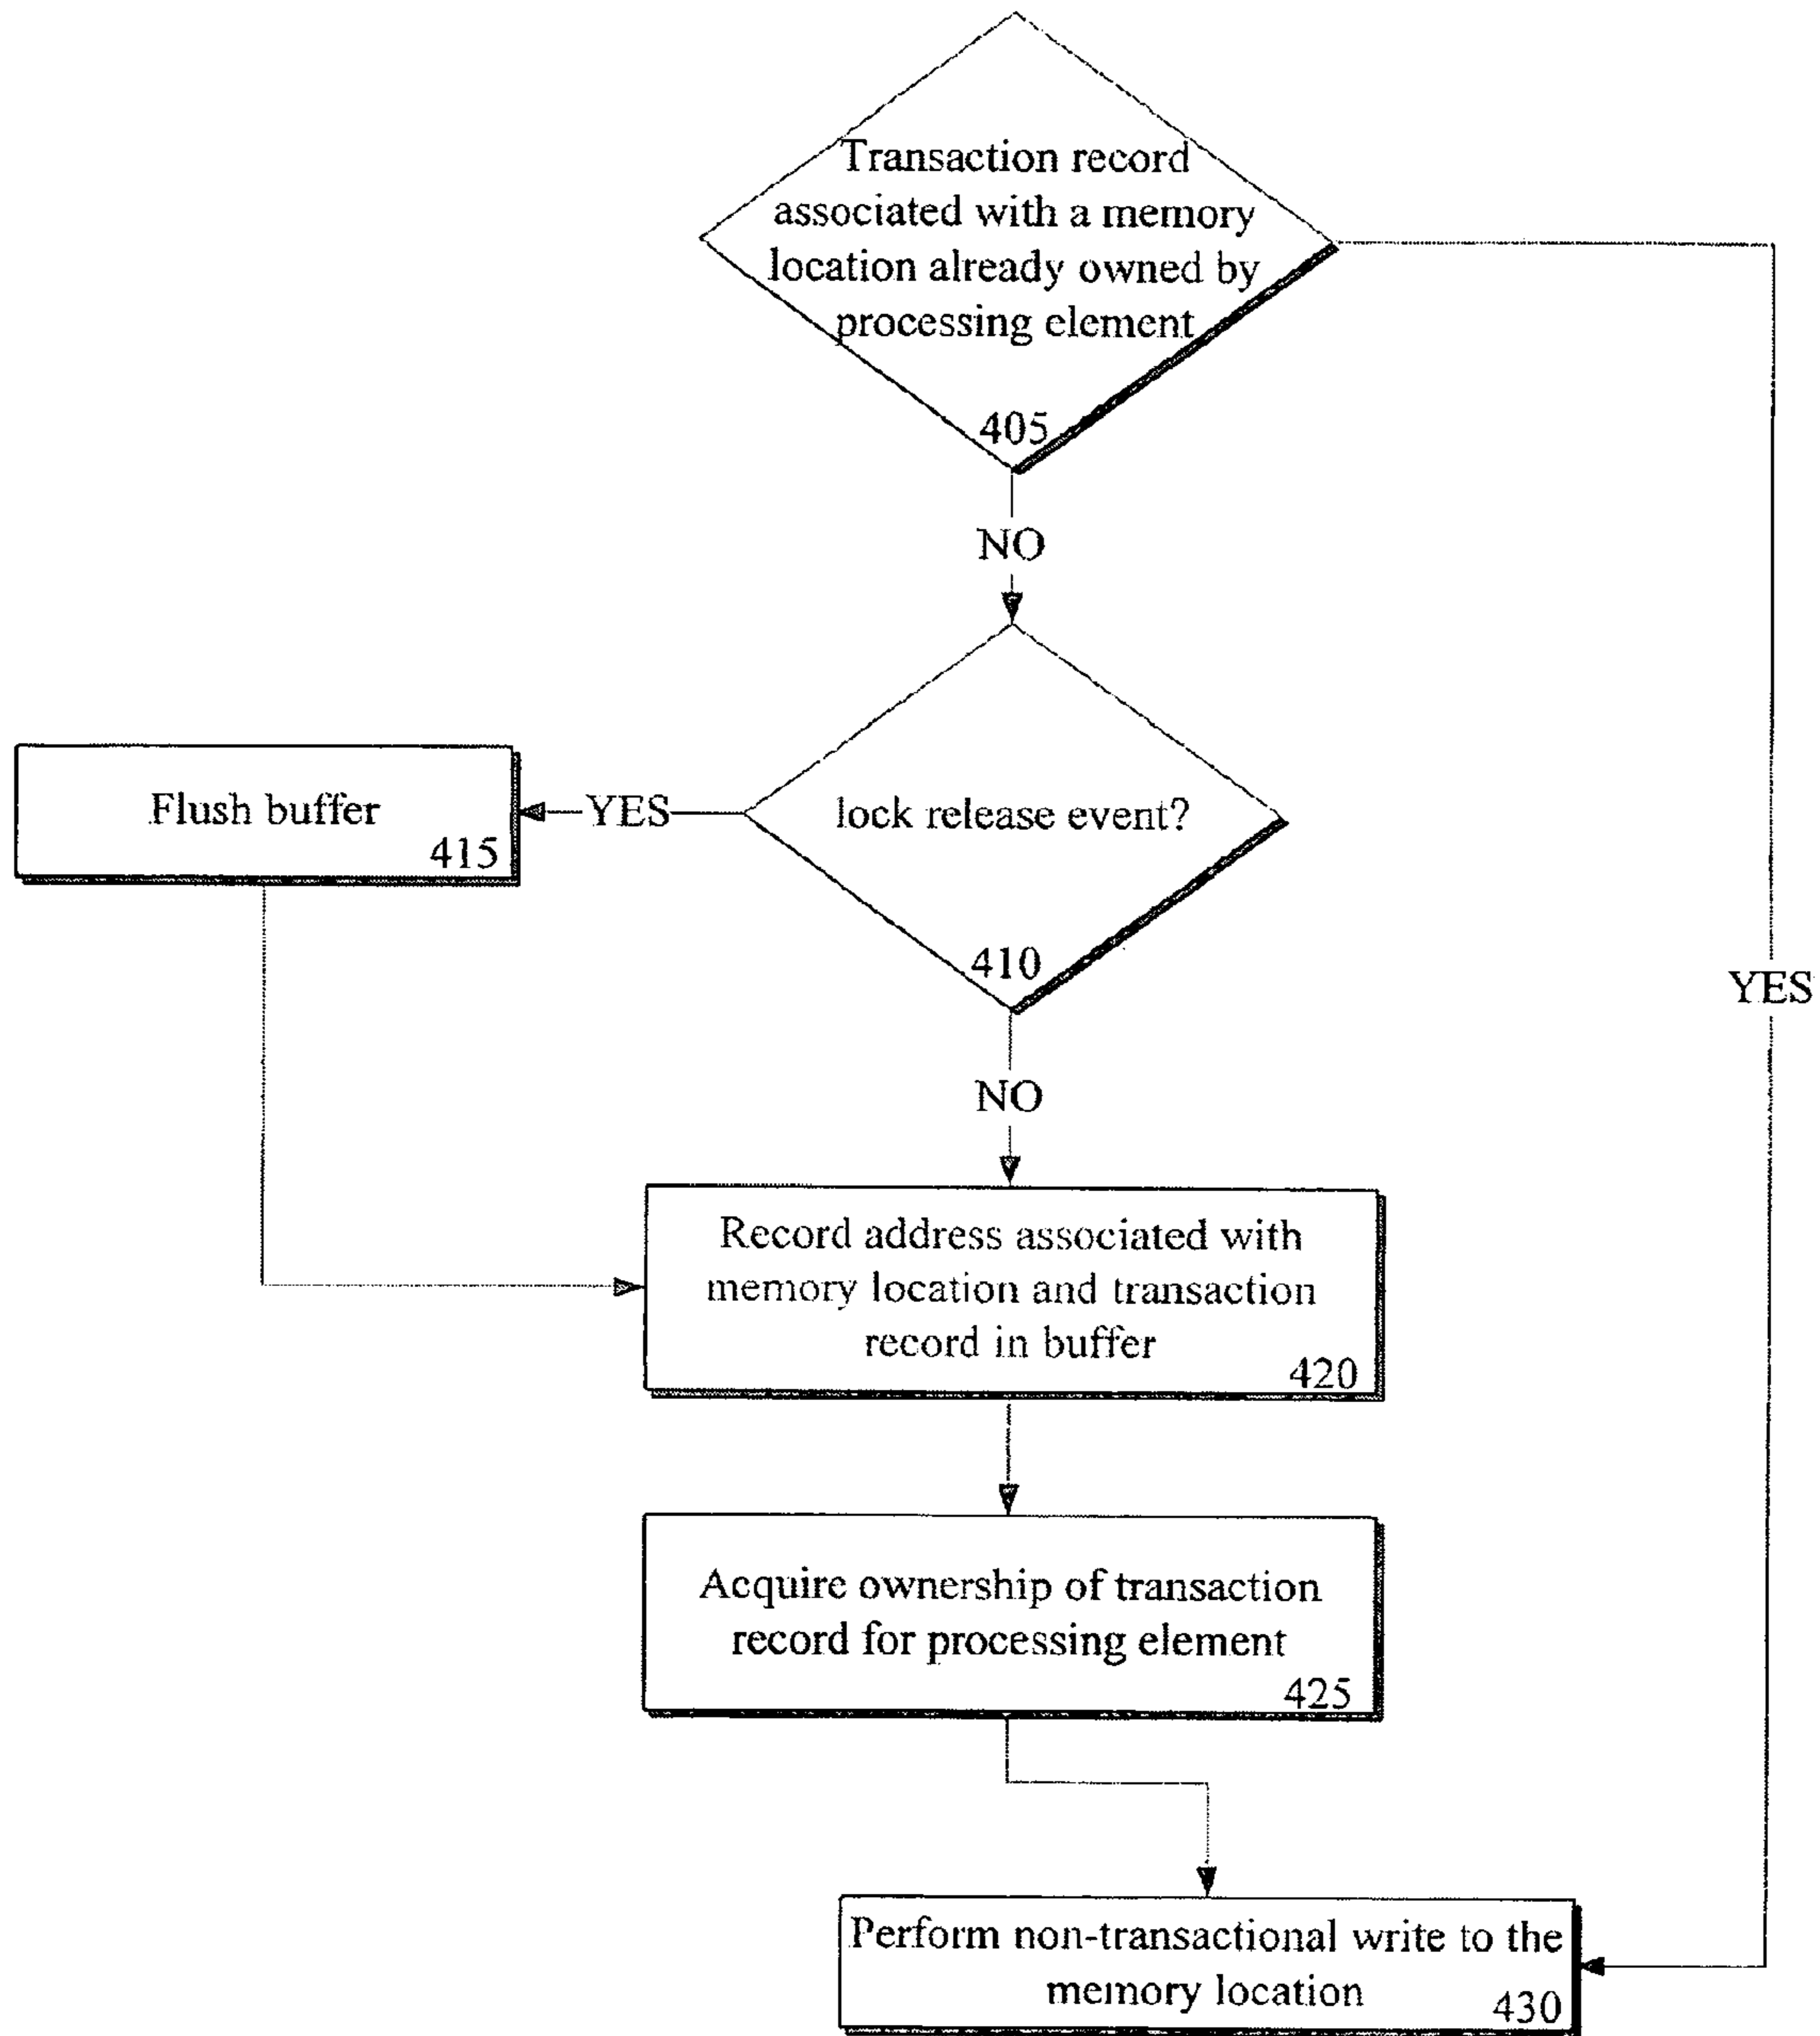 Transaction record
associated with a memory
location already owned by
processing element
405
NO
Flush buffer
415
YES
lock release event?
410
YES
NO
Record address associated with
memory location and transaction
record in buffer
420
Acquire ownership of transaction
record for processing element
425
Perform non-transactional write to the
memory location
430